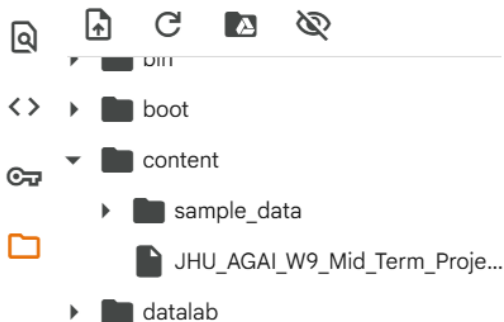 bin
boot
content
sample_data
JHU_AGAI_W9_Mid_Term_Proje...
datalab